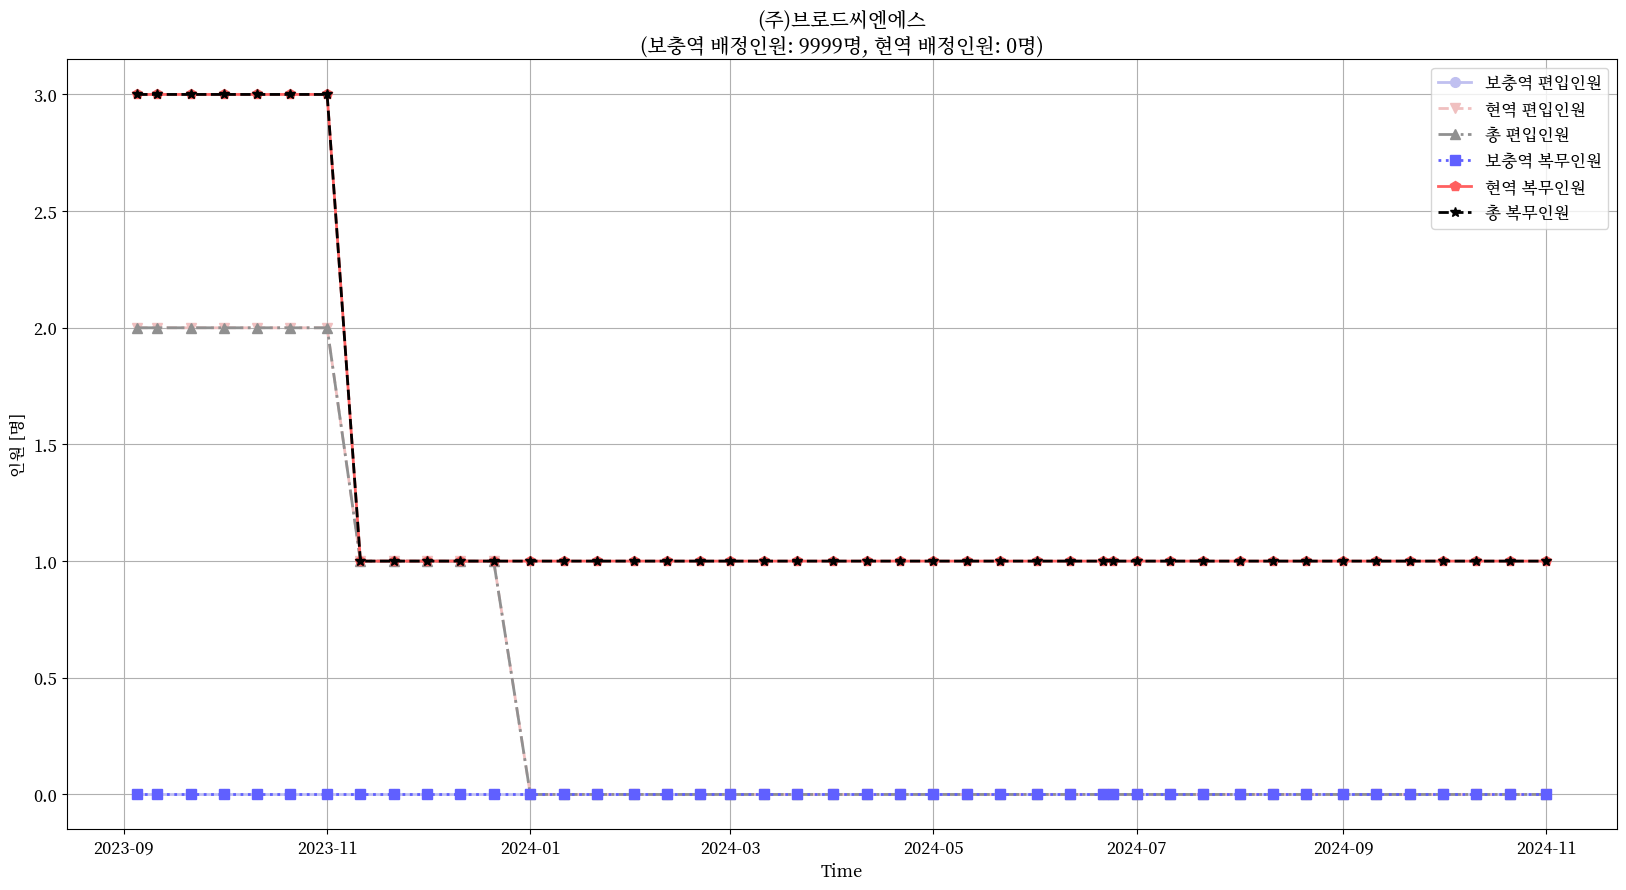 (주)브로드씨엔에스
(보충역 배정인원: 9999명, 현역 배정인원: 0명)
보충역 편입인원
현역 편입인원
총 편입인원
보충역 복무인원
현역 복무인원
총 복무인원
3.0
2.5
2.0
1.5
1.0
0.5
0.0
인원 [명]
2023-09 2023-11 2024-01 2024-03 2024-05 2024-07 2024-09 2024-11
Time